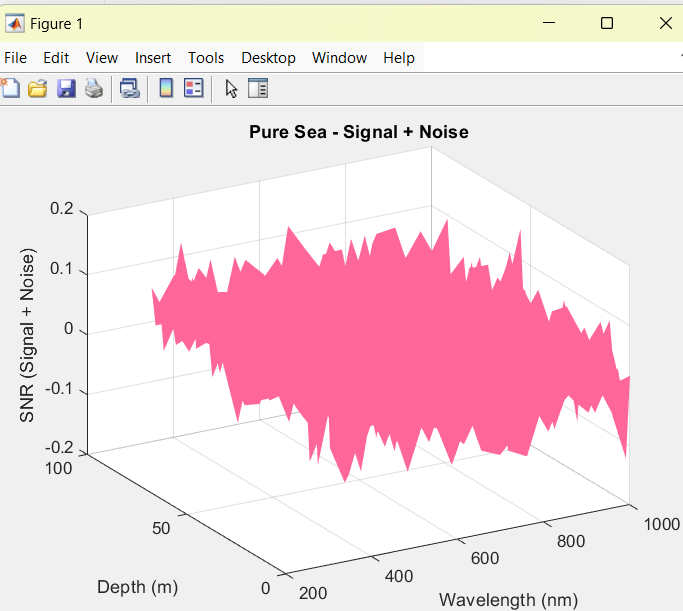 Figure 1
File Edit View Insert Tools Desktop Window Help
Pure Sea - Signal + Noise
SNR (Signal + Noise)
0.2
0.1
0
-0.1
-0.2
100
50
0
Depth (m)
200
400
600
800
1000
Wavelength (nm)